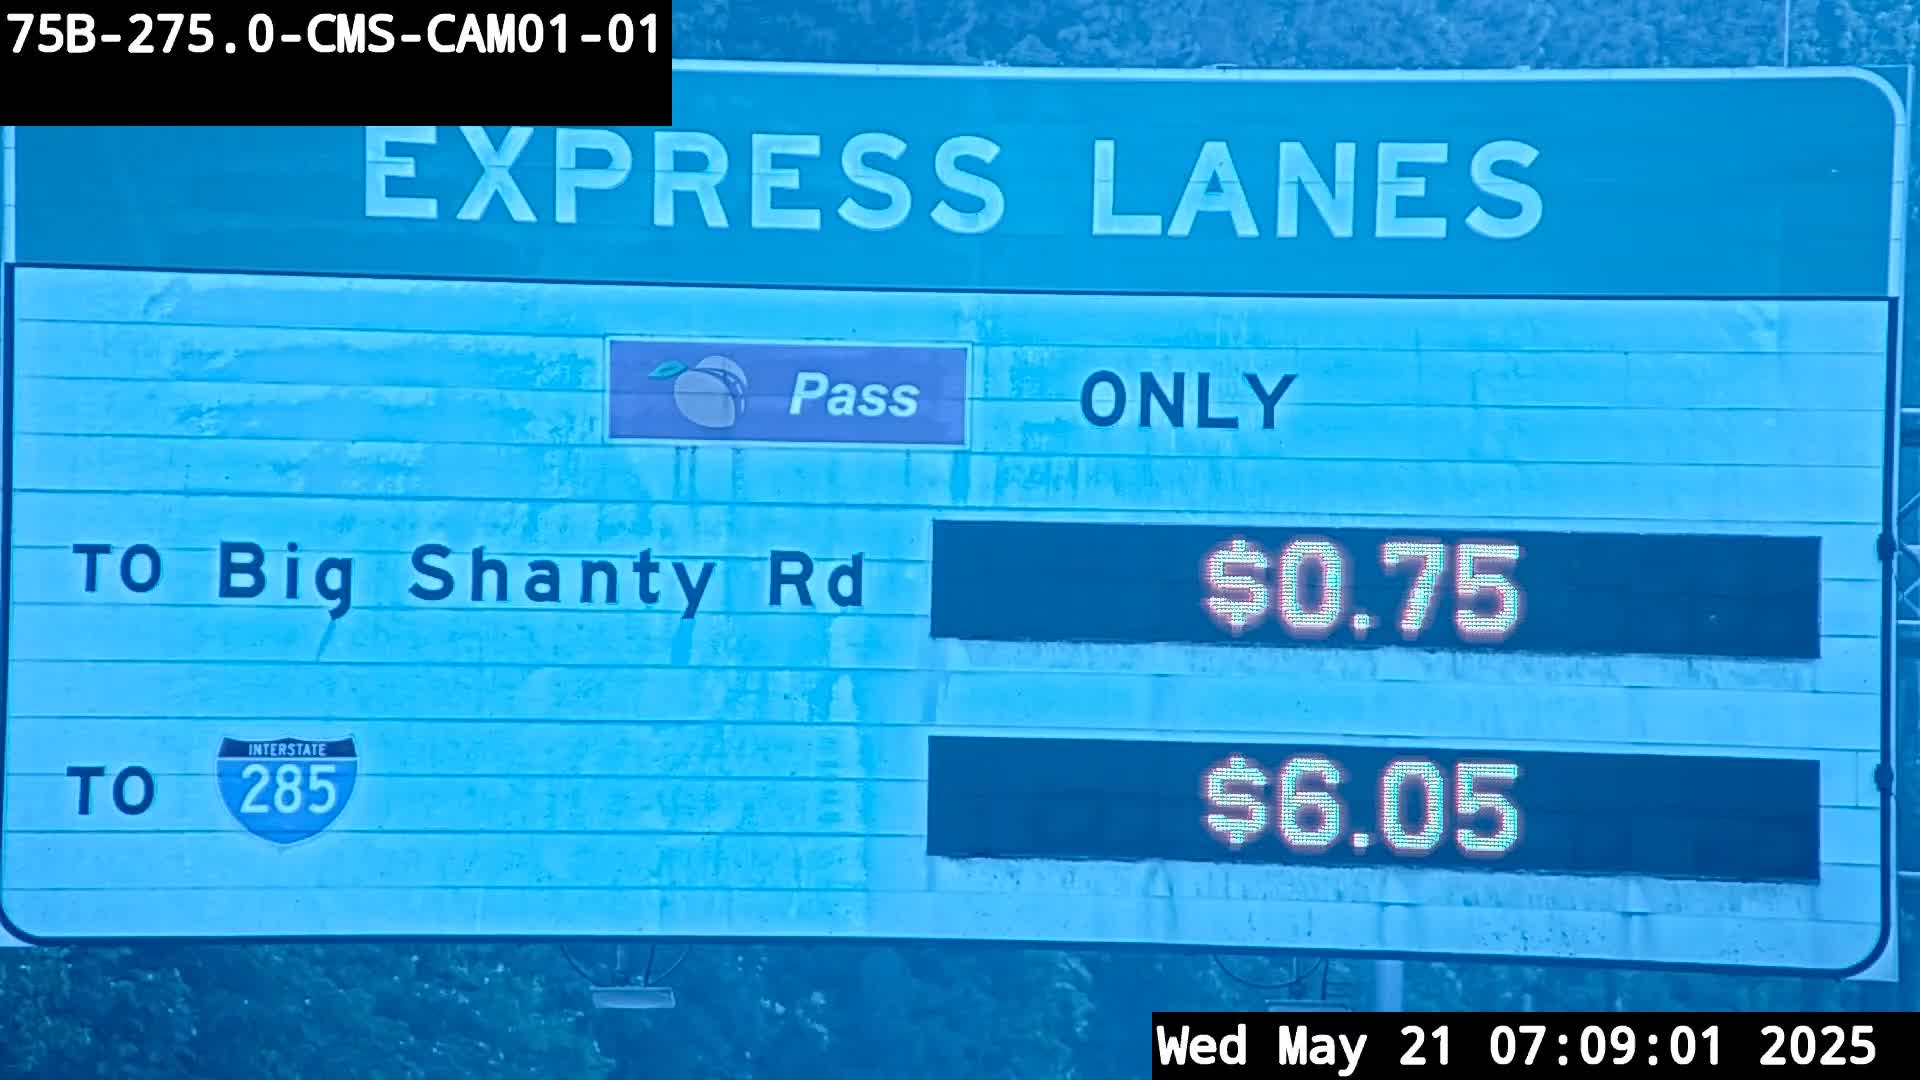 75B-275.0-CMS-CAM01-01
EXPRESS LANES
Pass ONLY
TO Big Shanty Rd $0.75
INTERSTATE
TO 285 $6.05
Wed May 21 07:09:01 2025